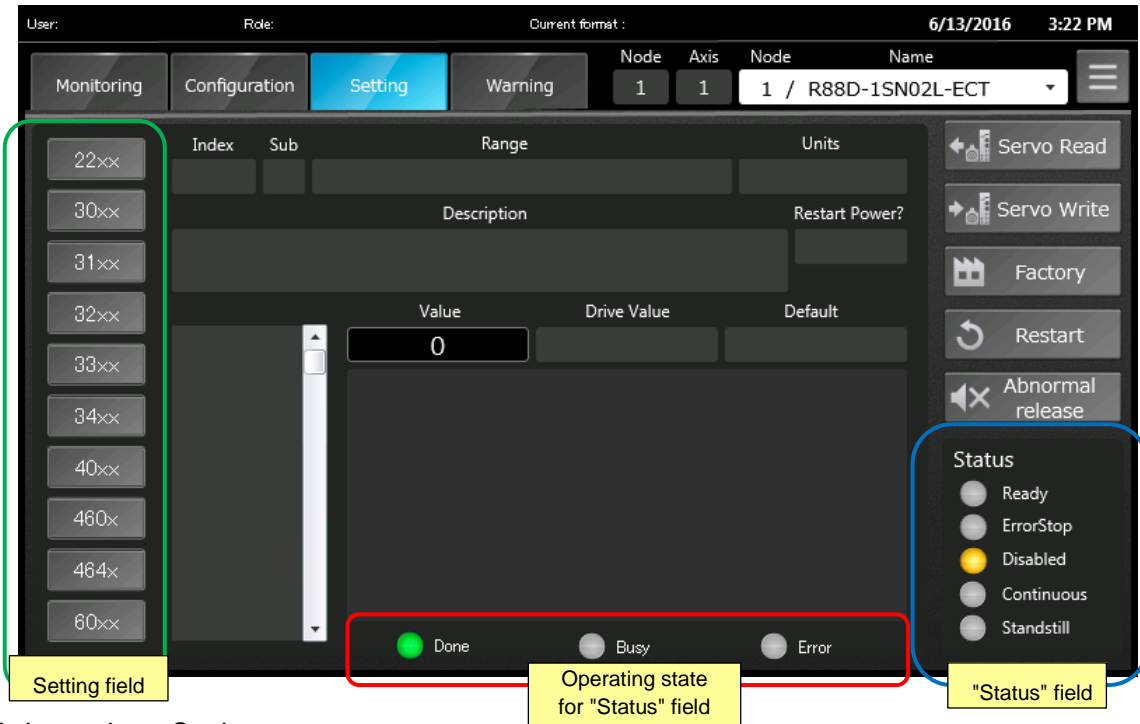 User: Role: Current format : 6/13/2016 3:22 PM
Monitoring Configuration Setting Warning
Node Axis Node Name
1 1 1 / R88D-1SN02L-ECT
22xx
30xx
31xx
32xx
33xx
34xx
40xx
460x
464x
60xx
Index Sub Range Units
Description Restart Power?
Value Drive Value Default
0
Done Busy Error
Servo Read
Servo Write
Factory
Restart
Abnormal
release
Status
Ready
ErrorStop
Disabled
Continuous
Standstill
Setting field
Operating state
for "Status" field
"Status" field